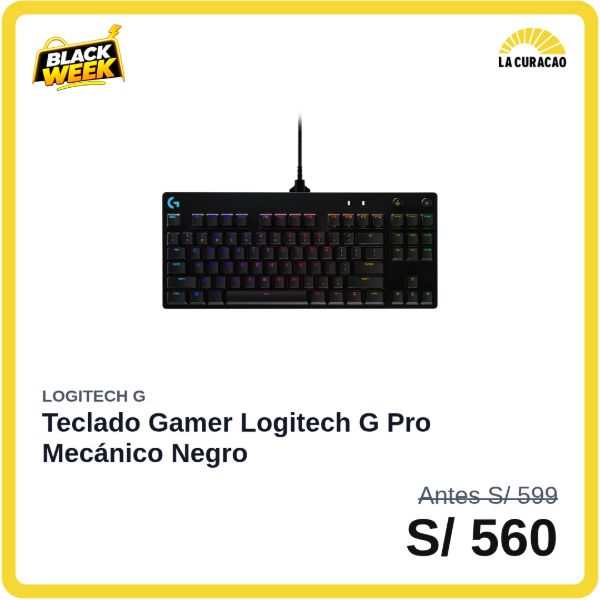 BLACK
WEEK
LA CURACAO
LOGITECH G
Teclado Gamer Logitech G Pro
Mecánico Negro
Antes S/ 599
S/ 560